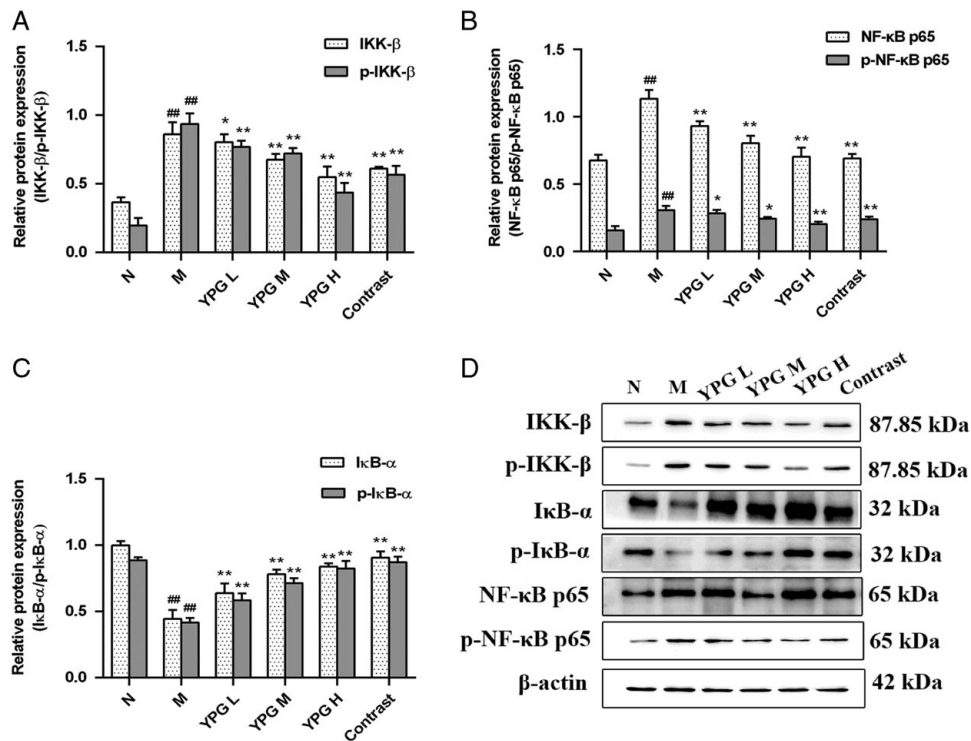 A
Relative protein expression
(IKK-β/p-IKK-β)
1.5
1.0
0.5
0.0
IKK-β
p-IKK-β
## ##
* **
** **
** **
** **
N M YPG L YPG M YPG H Contrast
B
Relative protein expression
(NF-κB p65/p-NF-κB p65)
1.5
1.0
0.5
0.0
NF-κB p65
p-NF-κB p65
## ##
** *
** *
** **
** **
N M YPG L YPG M YPG H Contrast
C
Relative protein expression
(IκB-α/p-IκB-α)
1.5
1.0
0.5
0.0
IκB-α
p-IκB-α
## ##
** **
** **
** **
** **
N M YPG L YPG M YPG H Contrast
D
N M YPG L YPG M YPG H Contrast
IKK-β 87.85 kDa
p-IKK-β 87.85 kDa
IκB-α 32 kDa
p-IκB-α 32 kDa
NF-κB p65 65 kDa
p-NF-κB p65 65 kDa
β-actin 42 kDa